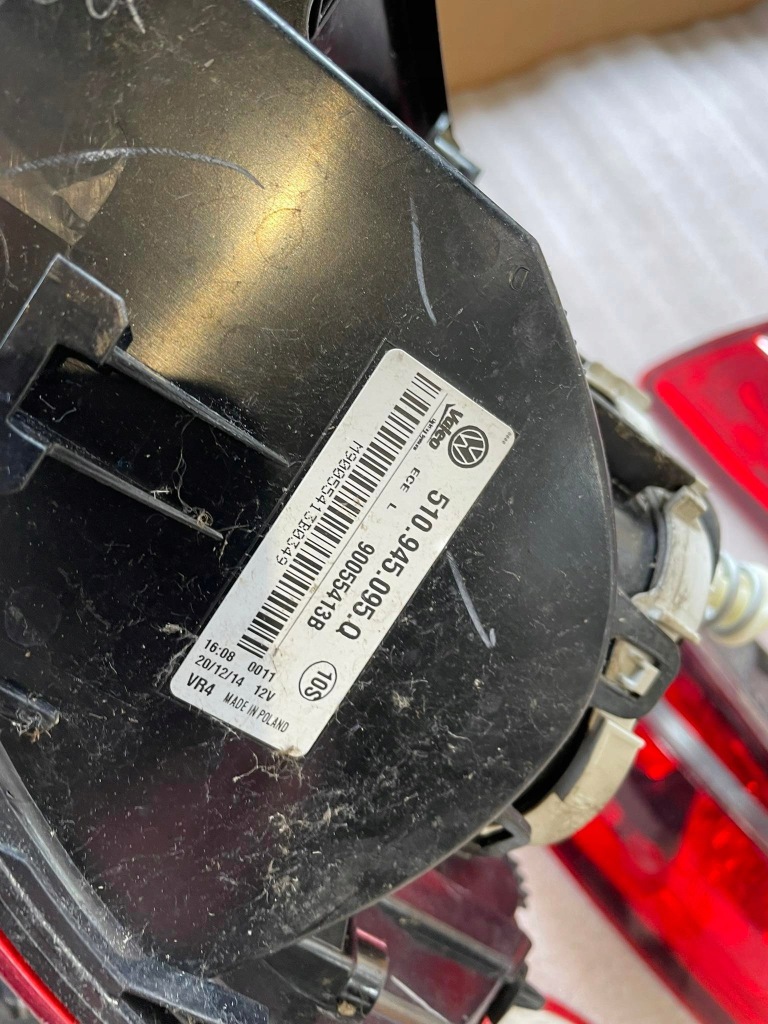 Valeo
ECE L
510.945.095.Q
90055413B
M90055413B0349
16:08 0011
20/12/14 12V
VR4 MADE IN POLAND
10S